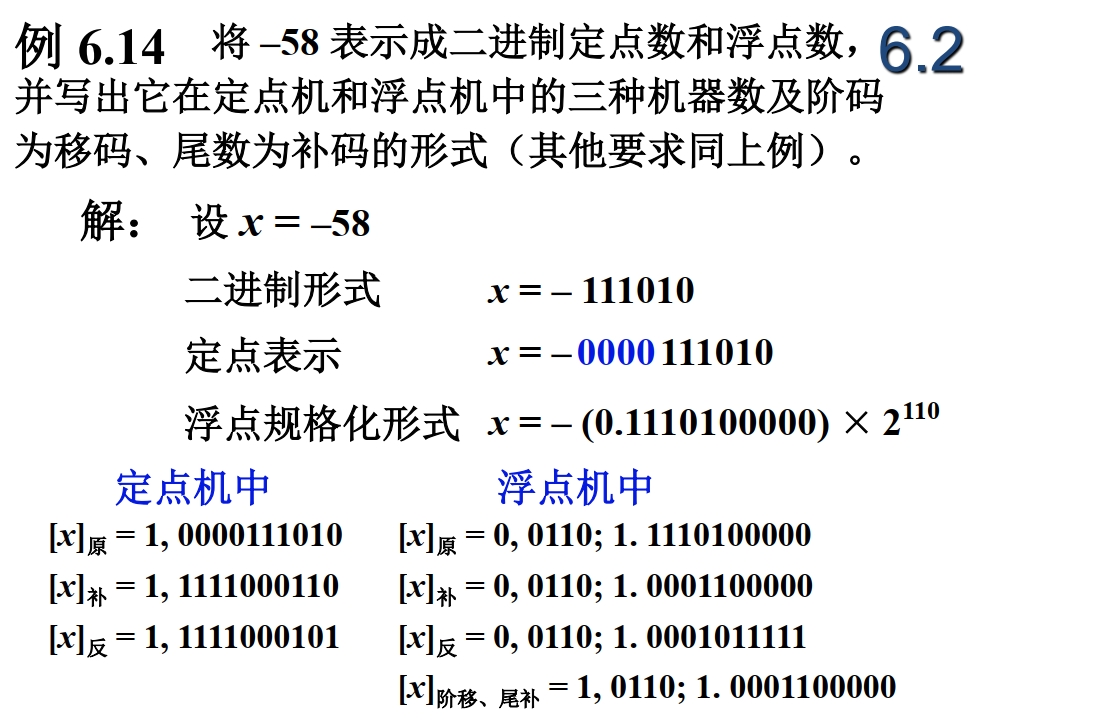 例 6.14 将 –58 表示成二进制定点数和浮点数， 6.2
并写出它在定点机和浮点机中的三种机器数及阶码
为移码、尾数为补码的形式（其他要求同上例）。
解： 设 x = –58
二进制形式 x = – 111010
定点表示 x = – 0000 111010
浮点规格化形式 x = – (0.1110100000) × 2¹¹⁰
定点机中 浮点机中
[x]原 = 1, 0000111010 [x]原 = 0, 0110; 1. 1110100000
[x]补 = 1, 1111000110 [x]补 = 0, 0110; 1. 0001100000
[x]反 = 1, 1111000101 [x]反 = 0, 0110; 1. 0001011111
[x]阶移、尾补 = 1, 0110; 1. 0001100000